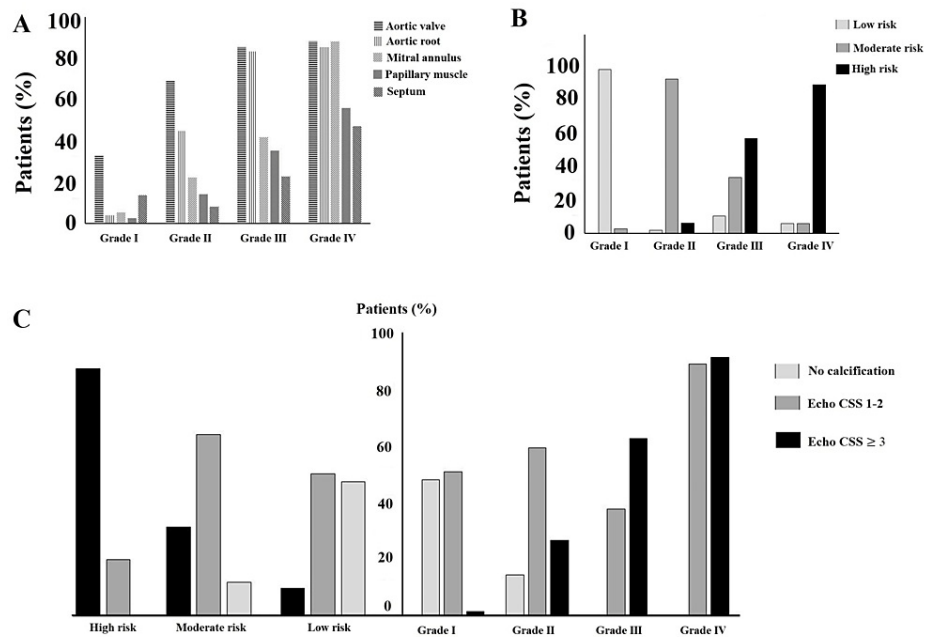 A
Patients (%)
100
80
60
40
20
0
Grade I
Grade II
Grade III
Grade IV
Aortic valve
Aortic root
Mitral annulus
Papillary muscle
Septum
B
Patients (%)
100
80
60
40
20
0
Grade I
Grade II
Grade III
Grade IV
Low risk
Moderate risk
High risk
C
Patients (%)
100
80
60
40
20
0
High risk
Moderate risk
Low risk
Grade I
Grade II
Grade III
Grade IV
No calcification
Echo CSS 1-2
Echo CSS ≥ 3